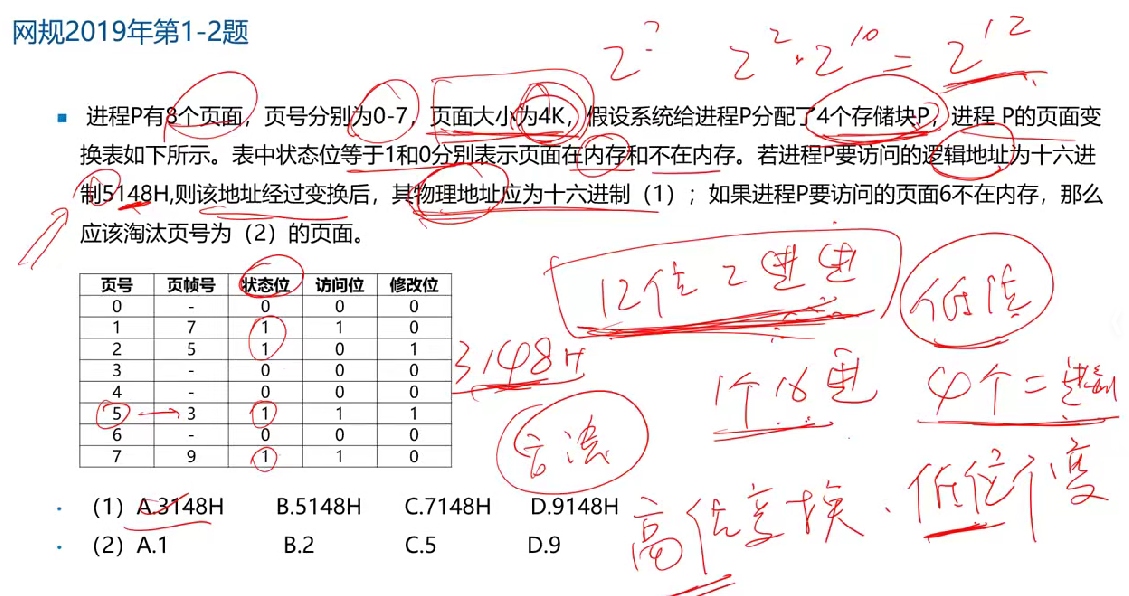 网规2019年第1-2题
2^? 2^2·2^10=2^12
▪ 进程P有8个页面，页号分别为0-7，页面大小为4K，假设系统给进程P分配了4个存储块P，进程 P的页面变
换表如下所示。表中状态位等于1和0分别表示页面在内存和不在内存。若进程P要访问的逻辑地址为十六进
制5148H,则该地址经过变换后，其物理地址应为十六进制（1）；如果进程P要访问的页面6不在内存，那么
应该淘汰页号为（2）的页面。
12位2进
低位
页号 页帧号 状态位 访问位 修改位
0 - 0 0 0
1 7 1 1 0
2 5 1 0 1
3 - 0 0 0
4 - 0 0 0
5 3 1 1 1
6 - 0 0 0
7 9 1 1 0
3148H
1个16进 4个二进制
高位变换、低位不变
（1）A.3148H B.5148H C.7148H D.9148H
（2）A.1 B.2 C.5 D.9